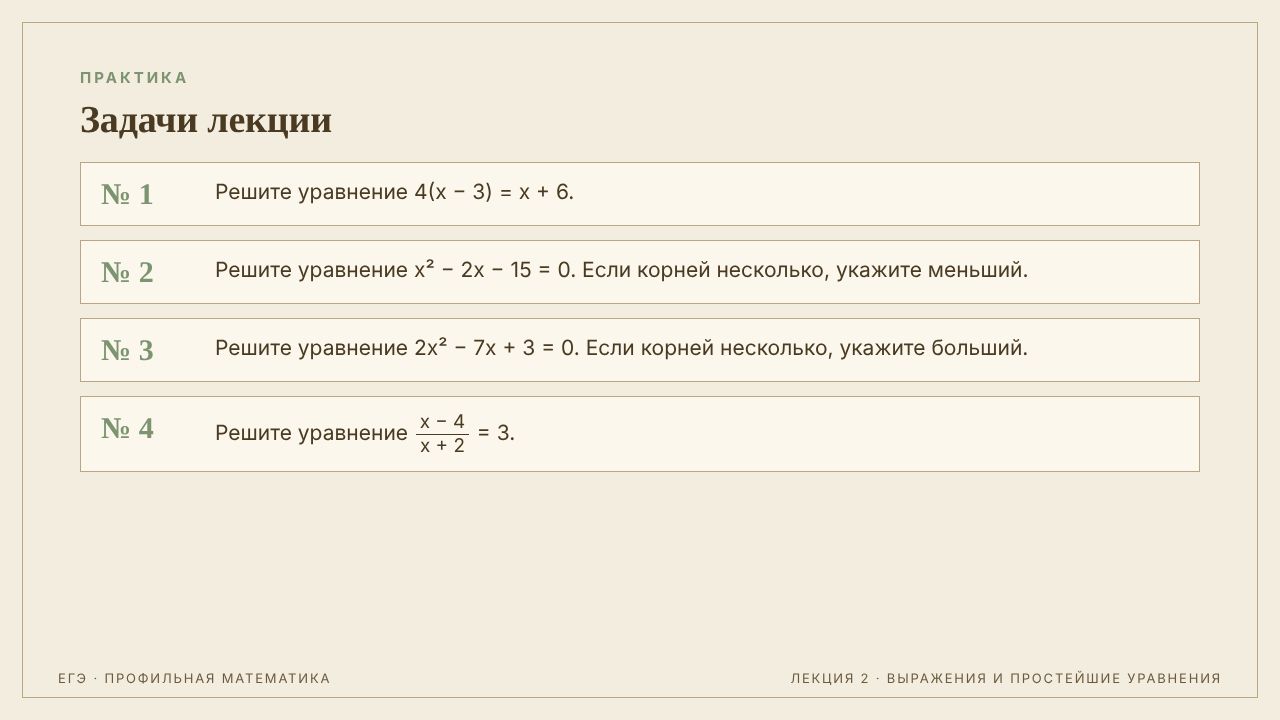 ПРАКТИКА
Задачи лекции
№ 1 Решите уравнение 4(x − 3) = x + 6.
№ 2 Решите уравнение x² − 2x − 15 = 0. Если корней несколько, укажите меньший.
№ 3 Решите уравнение 2x² − 7x + 3 = 0. Если корней несколько, укажите больший.
№ 4 Решите уравнение (x − 4)/(x + 2) = 3.
ЕГЭ · ПРОФИЛЬНАЯ МАТЕМАТИКА
ЛЕКЦИЯ 2 · ВЫРАЖЕНИЯ И ПРОСТЕЙШИЕ УРАВНЕНИЯ